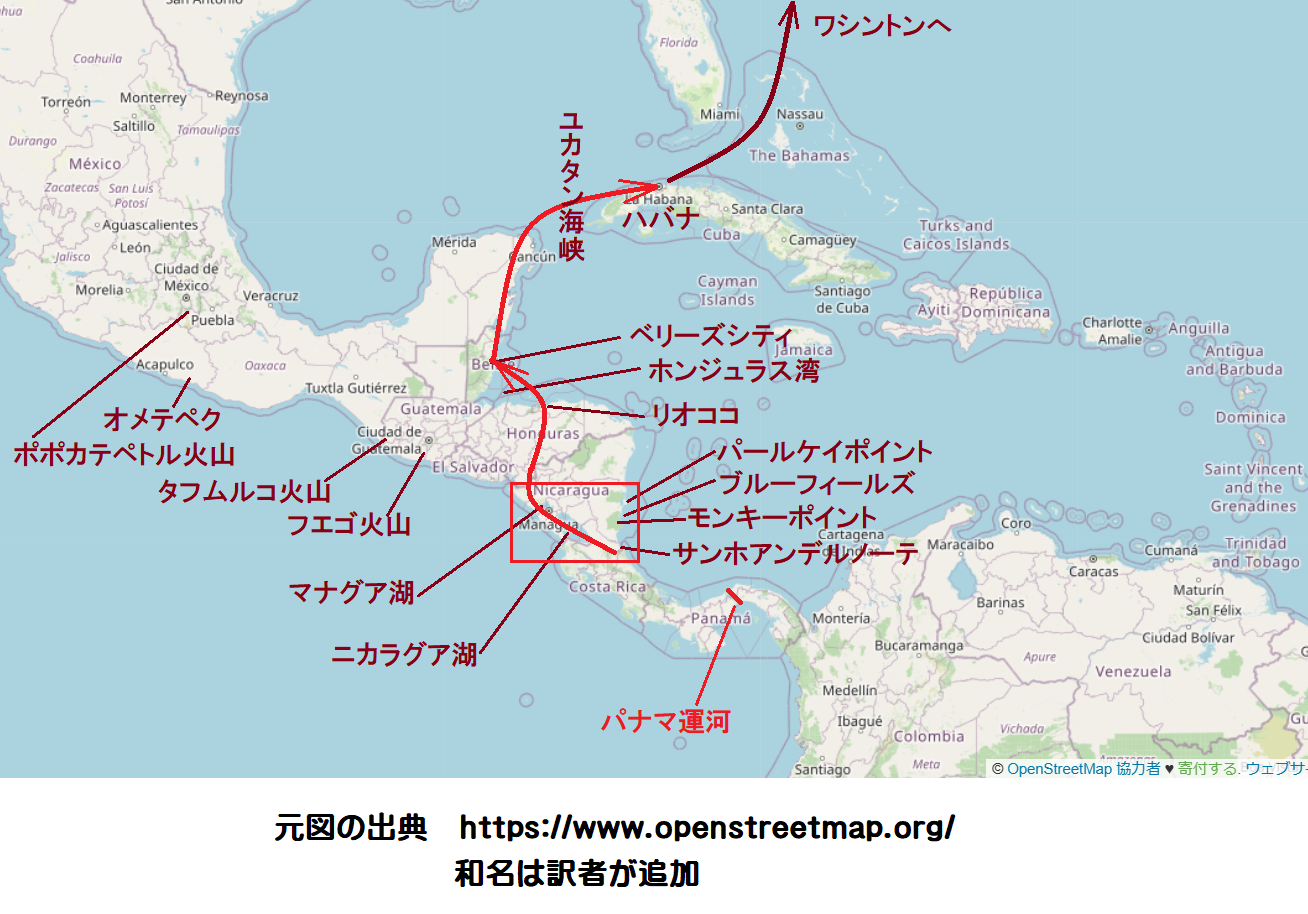 San Antonio
ワシントンへ
Florida
Coahuila
Torreón
Monterrey
Reynosa
Saltillo
Tamaulipas
Miami
Nassau
Durango
México
The Bahamas
ユカタン海峡
Zacatecas
San Luis Potosí
La Habana
ハバナ
Santa Clara
Cuba
Aguascalientes
León
Camagüey
Turks and Caicos Islands
Mérida
Cancún
Jalisco
Ciudad de México
Morelia
Veracruz
Puebla
Cayman Islands
Santiago de Cuba
República Dominicana
Ayiti
Charlotte Amalie
Anguilla
ベリーズシティ
Jamaica
Antigua and Barbuda
Acapulco
Oaxaca
ホンジュラス湾
Tuxtla Gutiérrez
Guatemala
リオココ
オメテペク
Dominica
ポポカテペトル火山
Ciudad de Guatemala
Honduras
El Salvador
パールケイポイント
Saint Vincent and the Grenadines
タフムルコ火山
Nicaragua
ブルーフィールズ
フエゴ火山
Managua
モンキーポイント
Coro
Cartagena de Indias
サンホアンデルノーテ
Maracaibo
Cumaná
Trinidad and Tobago
Caracas
マナグア湖
Costa Rica
Barinas
Maturín
San Félix
Panamá
Montería
Ciudad Bolívar
ニカラグア湖
Bucaramanga
Apure
Venezuela
Medellín
パナマ運河
Ibagué
Colombia
Vichada
Meta
Santiago
© OpenStreetMap 協力者 ♥ 寄付する. ウェブサ
元図の出典 https://www.openstreetmap.org/
和名は訳者が追加